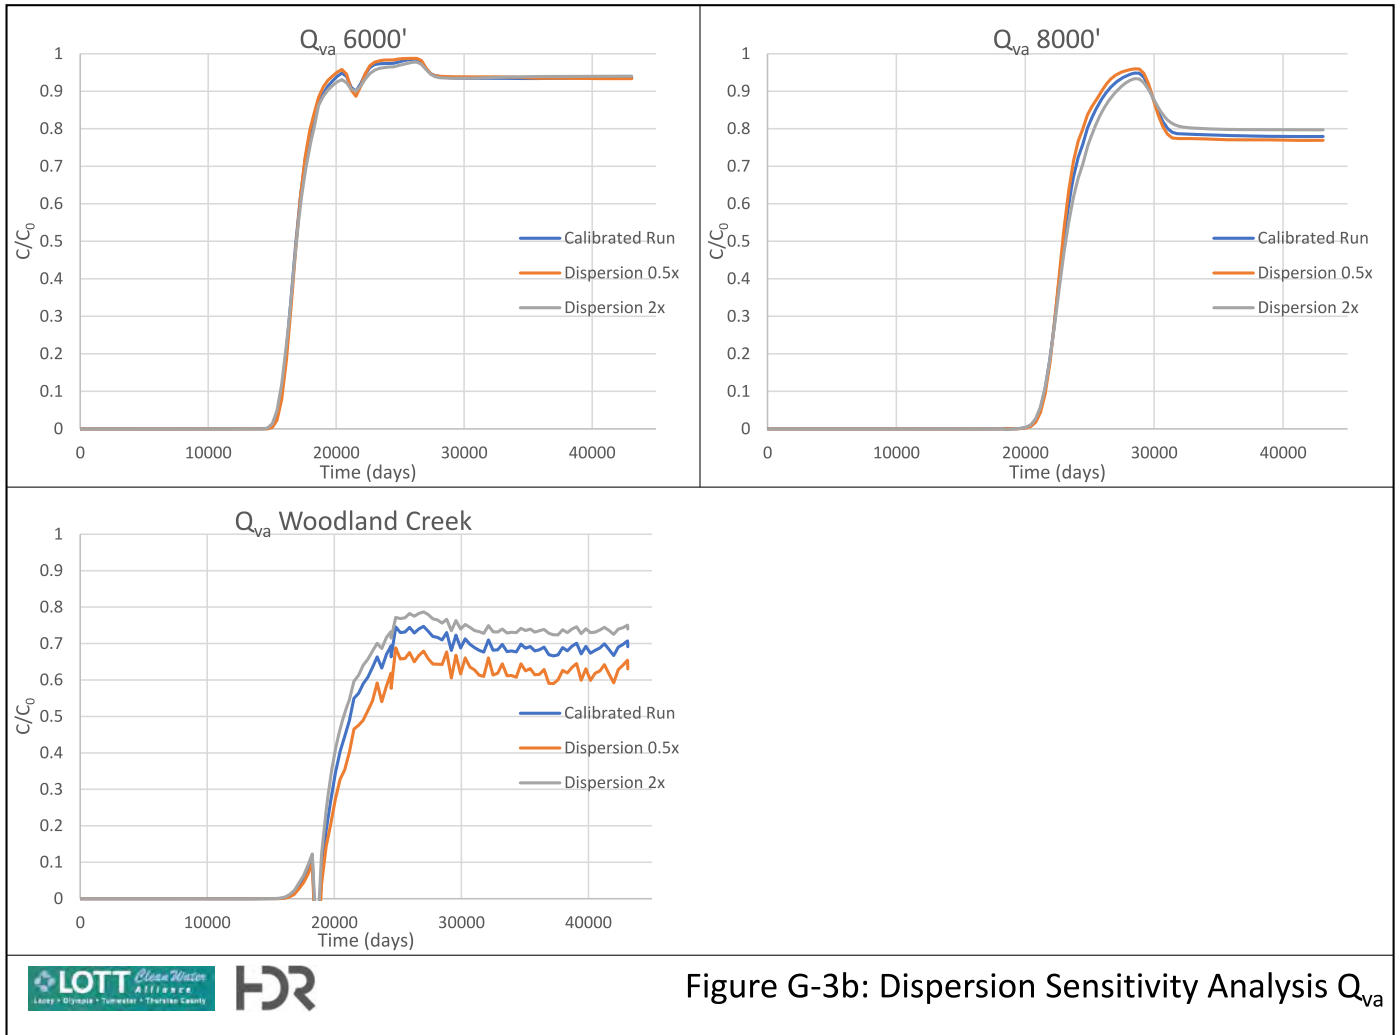 Q_va 6000'
1
0.9
0.8
0.7
0.6
0.5
0.4
0.3
0.2
0.1
0
C/C₀
0 10000 20000 30000 40000
Time (days)
Calibrated Run
Dispersion 0.5x
Dispersion 2x
Q_va 8000'
1
0.9
0.8
0.7
0.6
0.5
0.4
0.3
0.2
0.1
0
C/C₀
0 10000 20000 30000 40000
Time (days)
Calibrated Run
Dispersion 0.5x
Dispersion 2x
Q_va Woodland Creek
1
0.9
0.8
0.7
0.6
0.5
0.4
0.3
0.2
0.1
0
C/C₀
0 10000 20000 30000 40000
Time (days)
Calibrated Run
Dispersion 0.5x
Dispersion 2x
LOTT Clean Water
Alliance
Lacey • Olympia • Tumwater • Thurston County
HDR
Figure G-3b: Dispersion Sensitivity Analysis Q_va